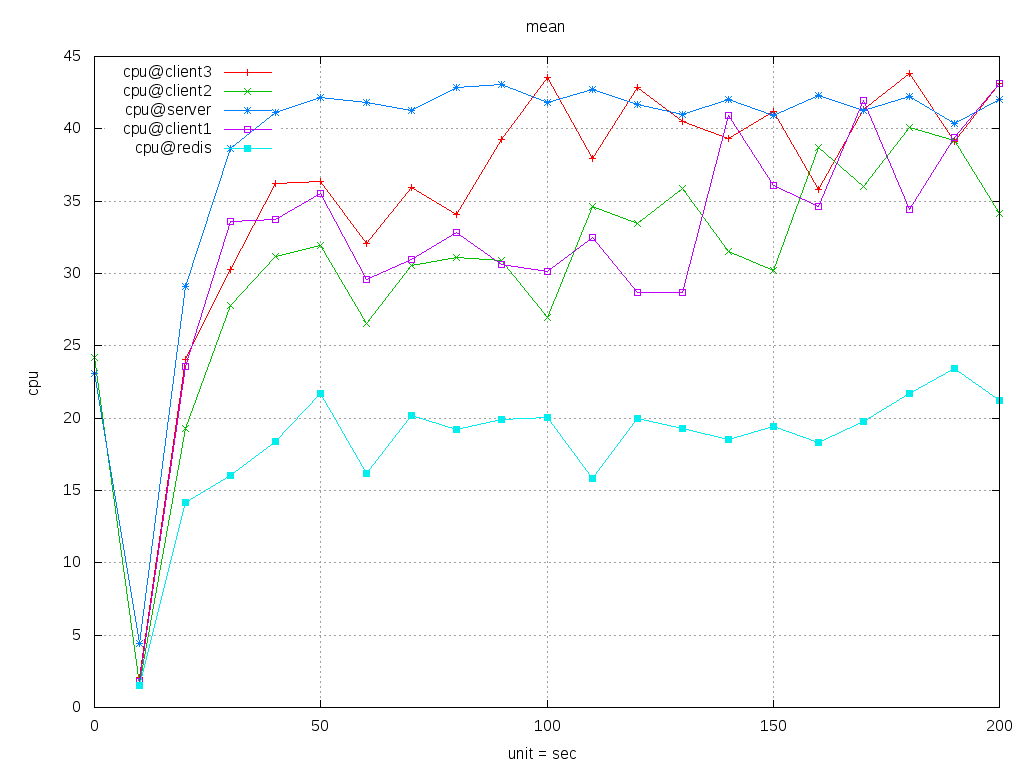 mean
45
40
35
30
25
20
15
10
5
0
cpu
cpu@client3
cpu@client2
cpu@server
cpu@client1
cpu@redis
0 50 100 150 200
unit = sec